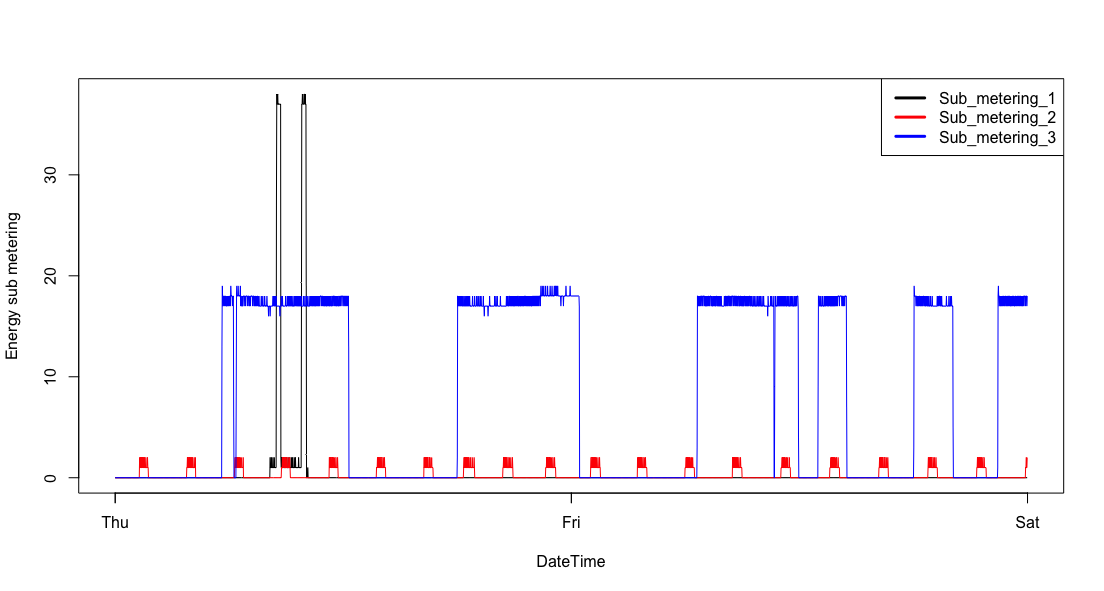 Sub_metering_1
Sub_metering_2
Sub_metering_3
Energy sub metering
30
20
10
0
Thu
Fri
Sat
DateTime